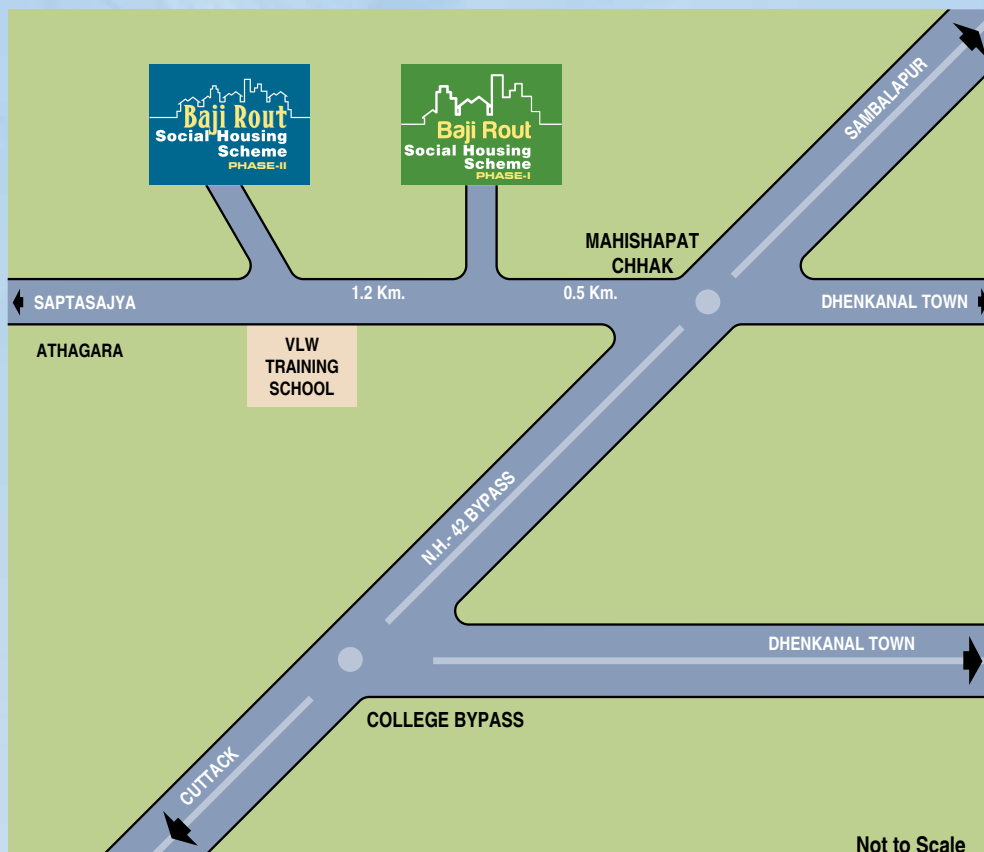 Baji Rout
Social Housing
Scheme
PHASE-II
Baji Rout
Social Housing
Scheme
PHASE-I
SAMBALAPUR
MAHISHAPAT
CHHAK
SAPTASAJYA
1.2 Km.
0.5 Km.
DHENKANAL TOWN
ATHAGARA
VLW
TRAINING
SCHOOL
N.H.- 42 BYPASS
DHENKANAL TOWN
COLLEGE BYPASS
CUTTACK
Not to Scale